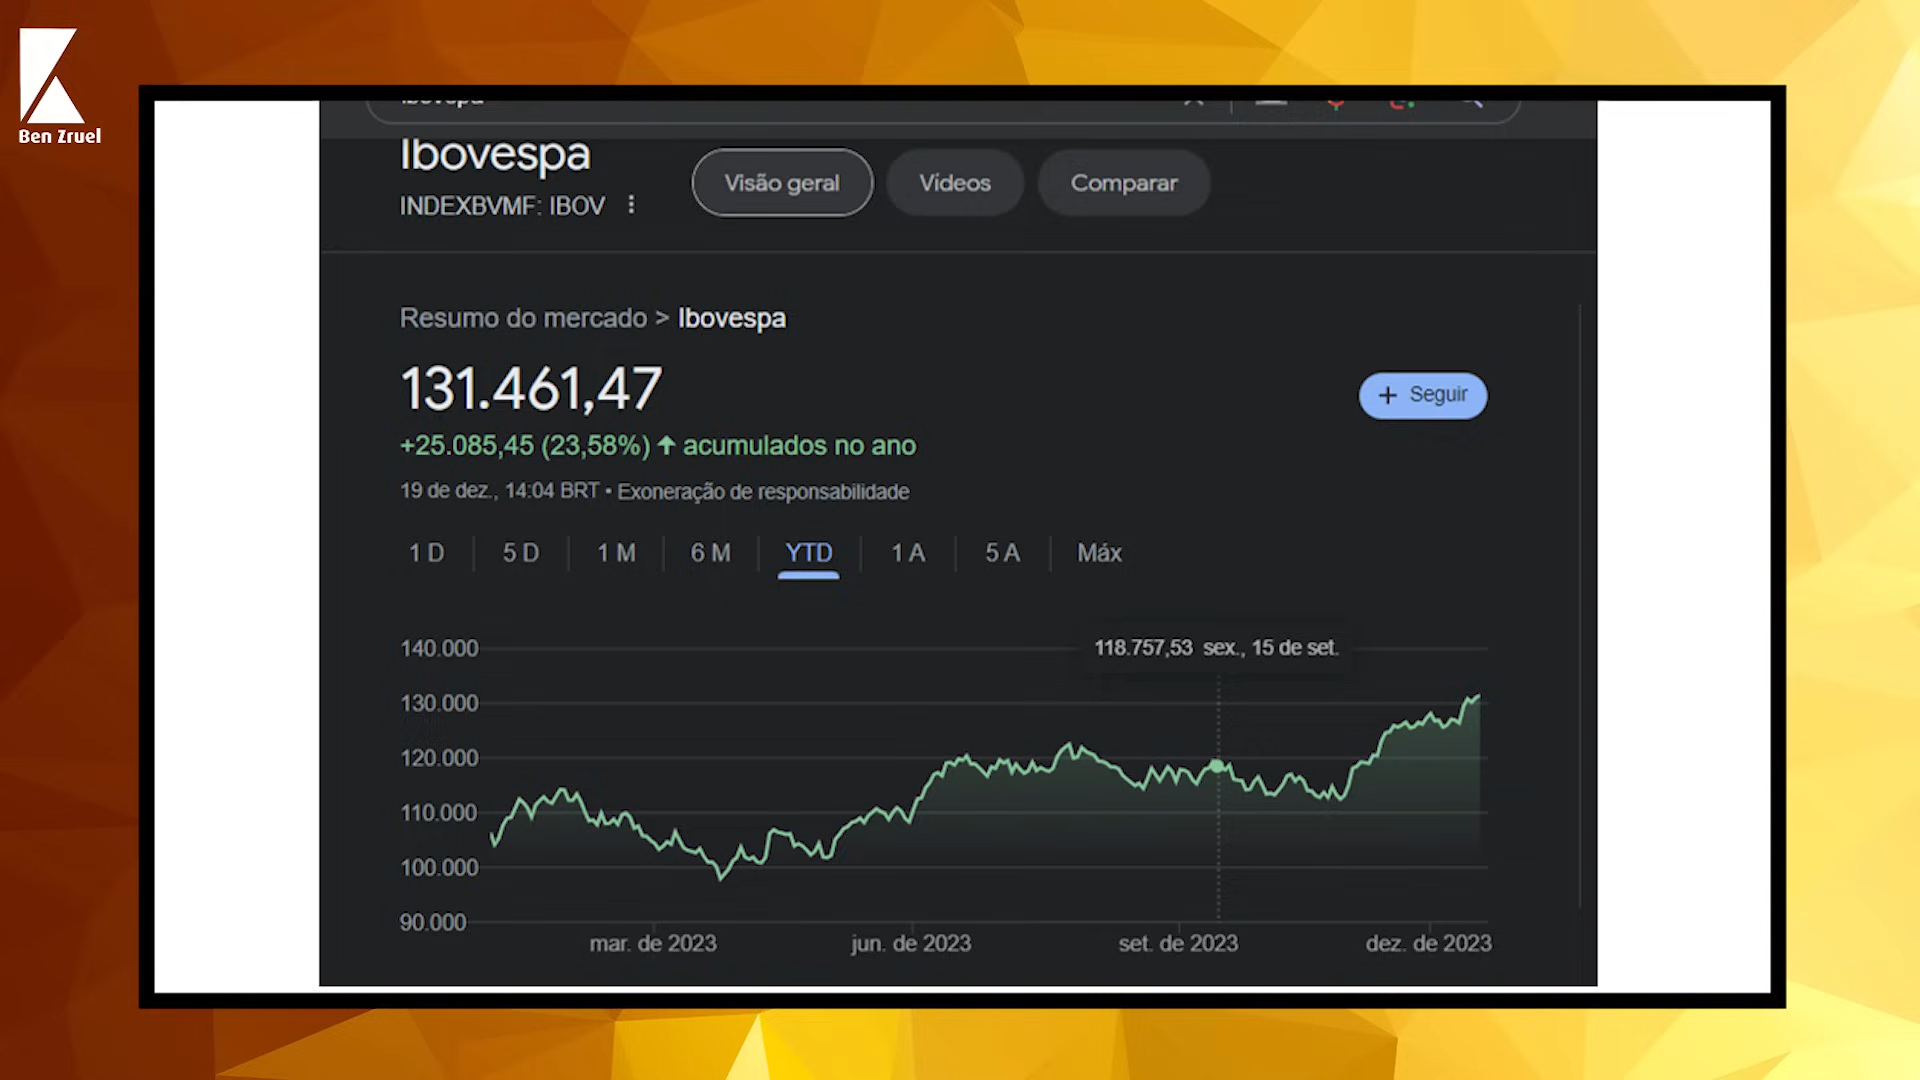 Ben Zruel
Ibovespa
INDEXBVMF: IBOV
Visão geral
Vídeos
Comparar
Resumo do mercado > Ibovespa
131.461,47
+ Seguir
+25.085,45 (23,58%) ↑ acumulados no ano
19 de dez., 14:04 BRT • Exoneração de responsabilidade
1 D
5 D
1 M
6 M
YTD
1 A
5 A
Máx
118.757,53 sex., 15 de set.
140.000
130.000
120.000
110.000
100.000
90.000
mar. de 2023
jun. de 2023
set. de 2023
dez. de 2023